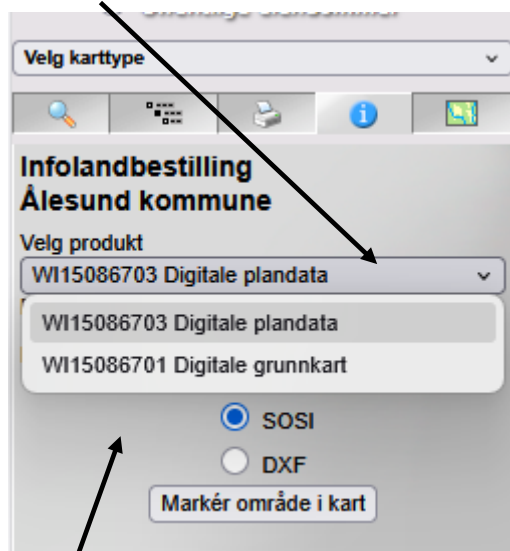 Velg karttype
Infolandbestilling
Ålesund kommune
Velg produkt
WI15086703 Digitale plandata
WI15086703 Digitale plandata
WI15086701 Digitale grunnkart
SOSI
DXF
Markér område i kart